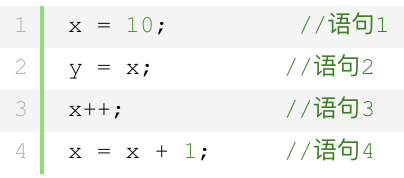 1 x = 10; //语句1
2 y = x; //语句2
3 x++; //语句3
4 x = x + 1; //语句4